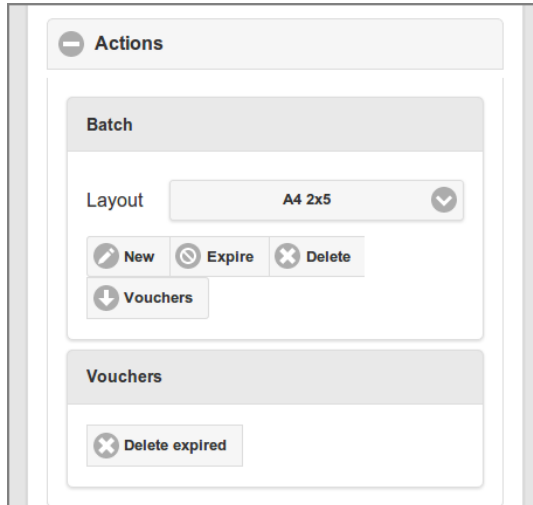 Actions
Batch
Layout A4 2x5
New Expire Delete
Vouchers
Vouchers
Delete expired